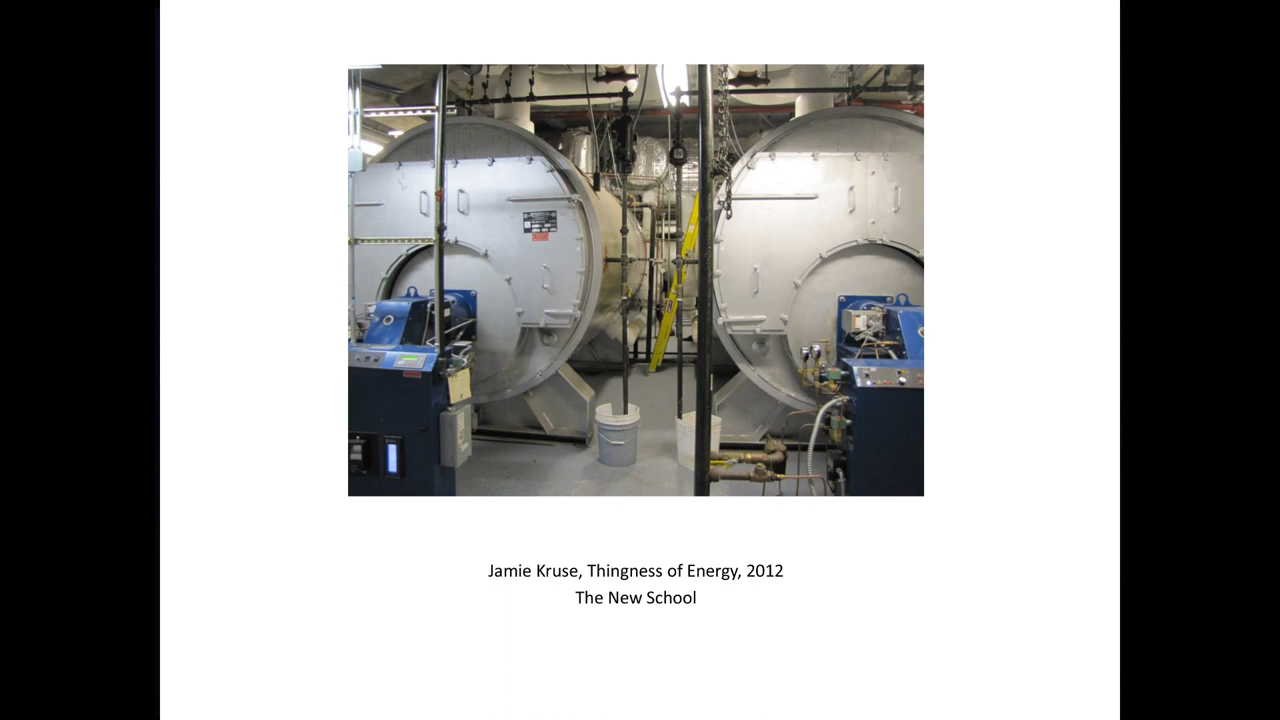 Jamie Kruse, Thingness of Energy, 2012
The New School